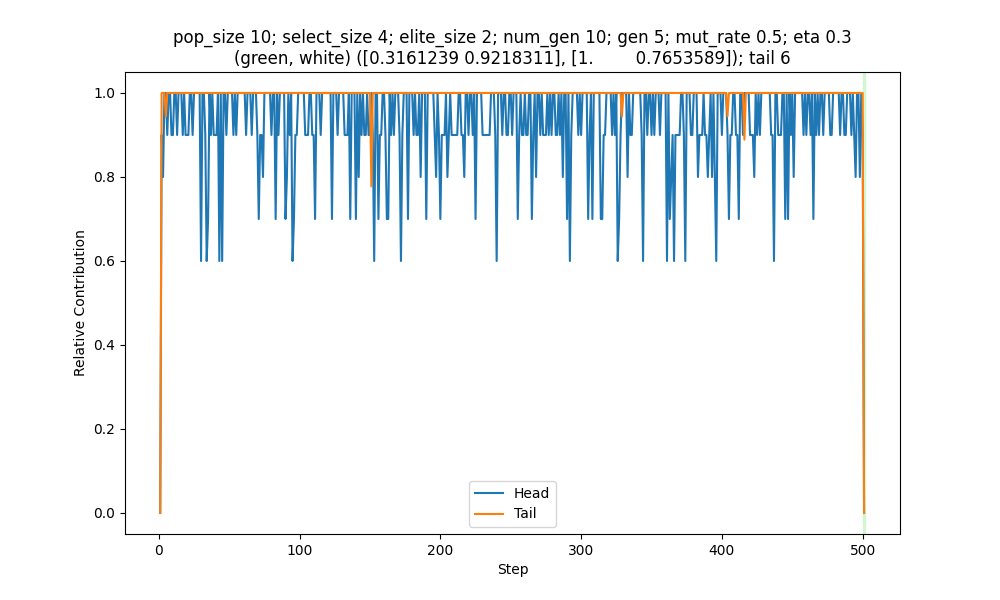 pop_size 10; select_size 4; elite_size 2; num_gen 10; gen 5; mut_rate 0.5; eta 0.3
(green, white) ([0.3161239 0.9218311], [1.        0.7653589]); tail 6
1.0
0.8
0.6
0.4
0.2
0.0
Relative Contribution
Head
Tail
0 100 200 300 400 500
Step